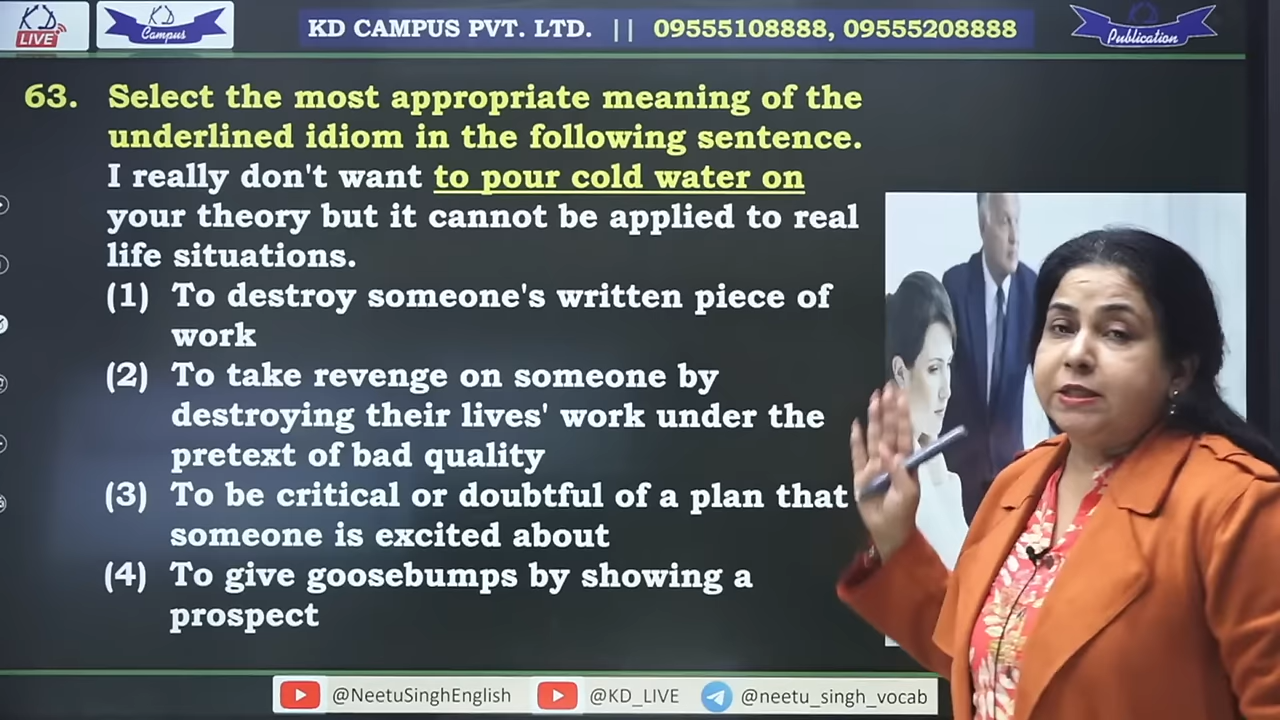 KD
LIVE
KD
Campus
KD CAMPUS PVT. LTD. || 09555108888, 09555208888
KD
Publication
63. Select the most appropriate meaning of the
underlined idiom in the following sentence.
I really don't want to pour cold water on
your theory but it cannot be applied to real
life situations.
(1) To destroy someone's written piece of
work
(2) To take revenge on someone by
destroying their lives' work under the
pretext of bad quality
(3) To be critical or doubtful of a plan that
someone is excited about
(4) To give goosebumps by showing a
prospect
@NeetuSinghEnglish @KD_LIVE @neetu_singh_vocab